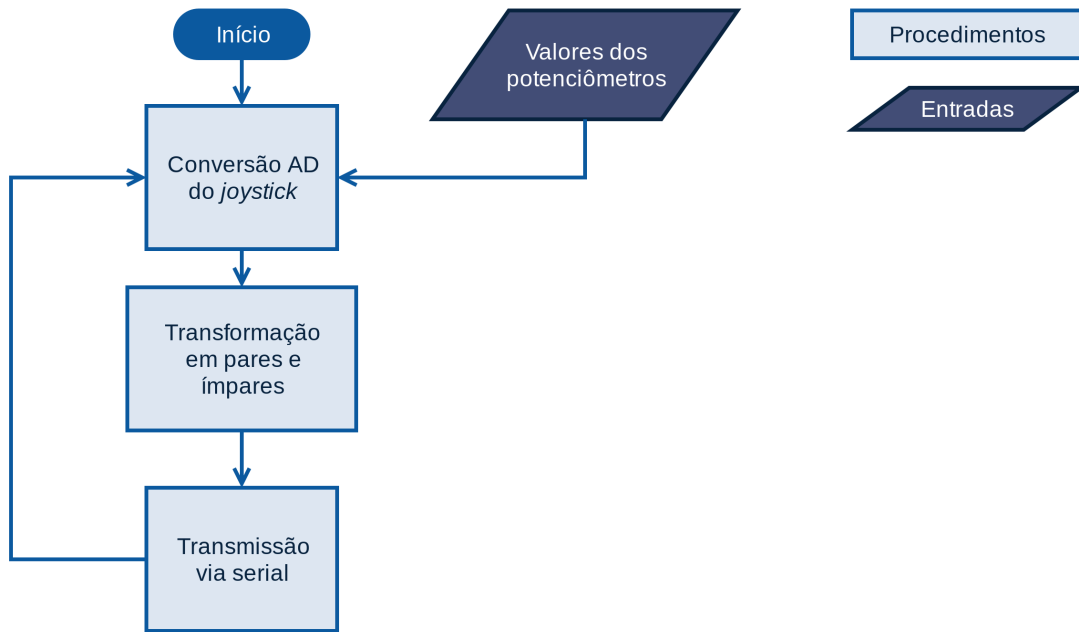 Início
Valores dos
potenciômetros
Procedimentos
Entradas
Conversão AD
do joystick
Transformação
em pares e
ímpares
Transmissão
via serial